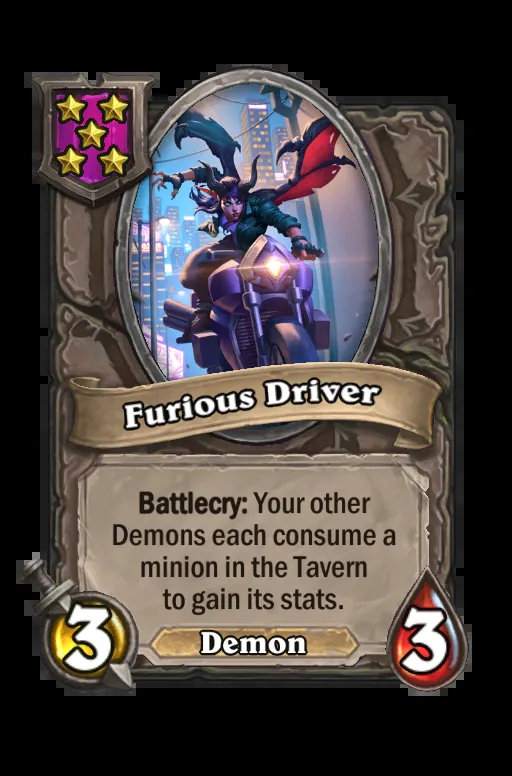 Furious Driver
Battlecry: Your other
Demons each consume a
minion in the Tavern
to gain its stats.
3
Demon
3